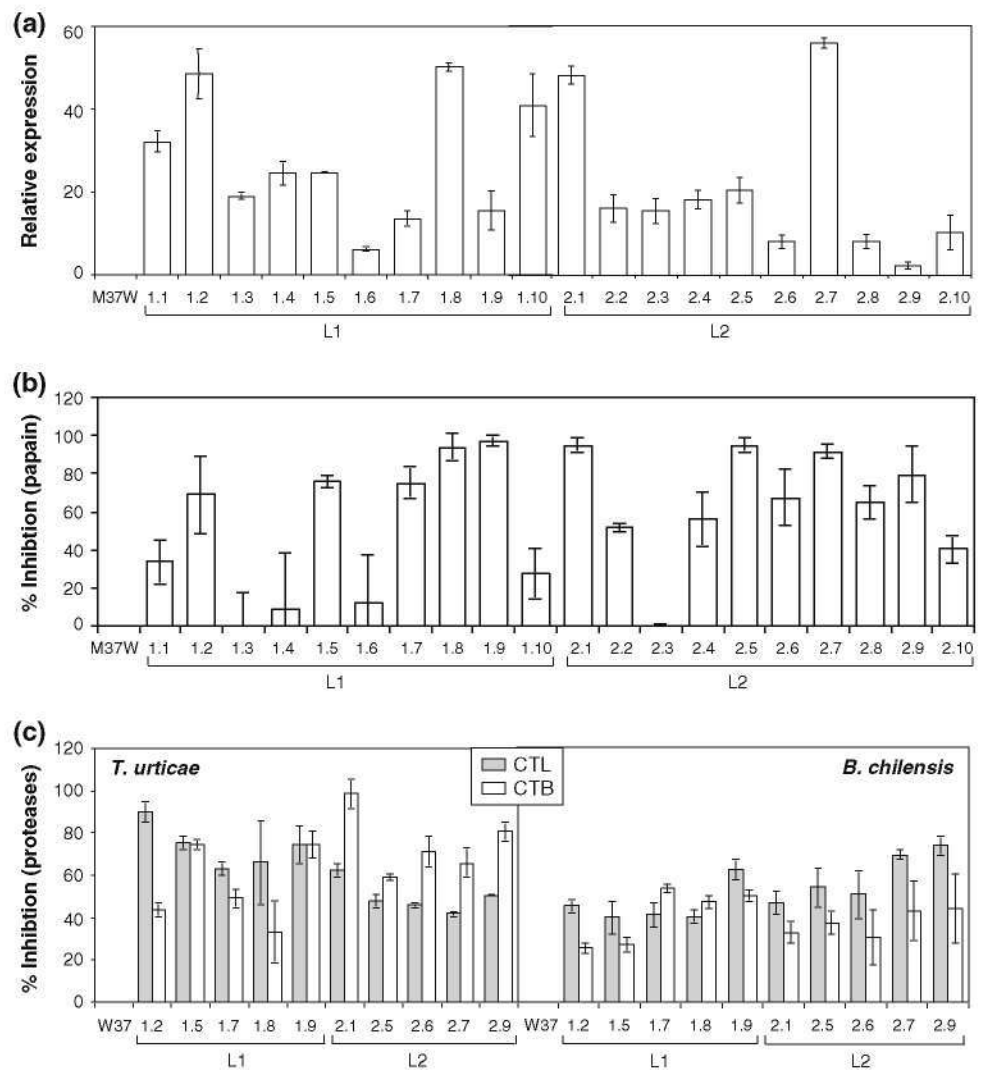 (a)
Relative expression
60
40
20
0
M37W 1.1 1.2 1.3 1.4 1.5 1.6 1.7 1.8 1.9 1.10 2.1 2.2 2.3 2.4 2.5 2.6 2.7 2.8 2.9 2.10
L1 L2
(b)
% Inhibtion (papain)
120
100
80
60
40
20
0
M37W 1.1 1.2 1.3 1.4 1.5 1.6 1.7 1.8 1.9 1.10 2.1 2.2 2.3 2.4 2.5 2.6 2.7 2.8 2.9 2.10
L1 L2
(c)
% Inhibtion (proteases)
120
100
80
60
40
20
0
T. urticae
CTL
CTB
B. chilensis
W37 1.2 1.5 1.7 1.8 1.9 2.1 2.5 2.6 2.7 2.9 W37 1.2 1.5 1.7 1.8 1.9 2.1 2.5 2.6 2.7 2.9
L1 L2 L1 L2